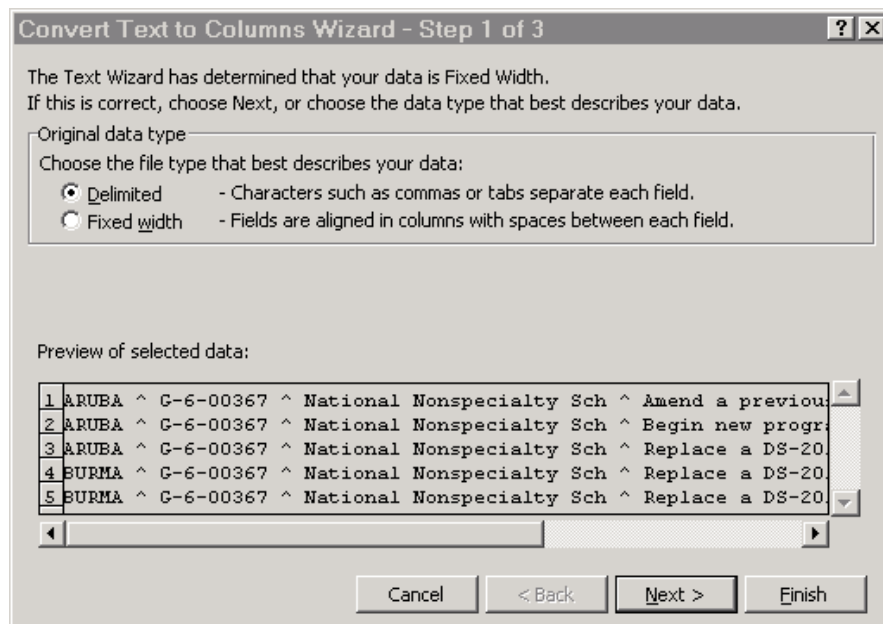 Convert Text to Columns Wizard - Step 1 of 3
The Text Wizard has determined that your data is Fixed Width.
If this is correct, choose Next, or choose the data type that best describes your data.
Original data type
Choose the file type that best describes your data:
Delimited - Characters such as commas or tabs separate each field.
Fixed width - Fields are aligned in columns with spaces between each field.
Preview of selected data:
1 ARUBA ^ G-6-00367 ^ National Nonspecialty Sch ^ Amend a previou
2 ARUBA ^ G-6-00367 ^ National Nonspecialty Sch ^ Begin new progr
3 ARUBA ^ G-6-00367 ^ National Nonspecialty Sch ^ Replace a DS-20
4 BURMA ^ G-6-00367 ^ National Nonspecialty Sch ^ Replace a DS-20
5 BURMA ^ G-6-00367 ^ National Nonspecialty Sch ^ Replace a DS-20
Cancel < Back Next > Finish